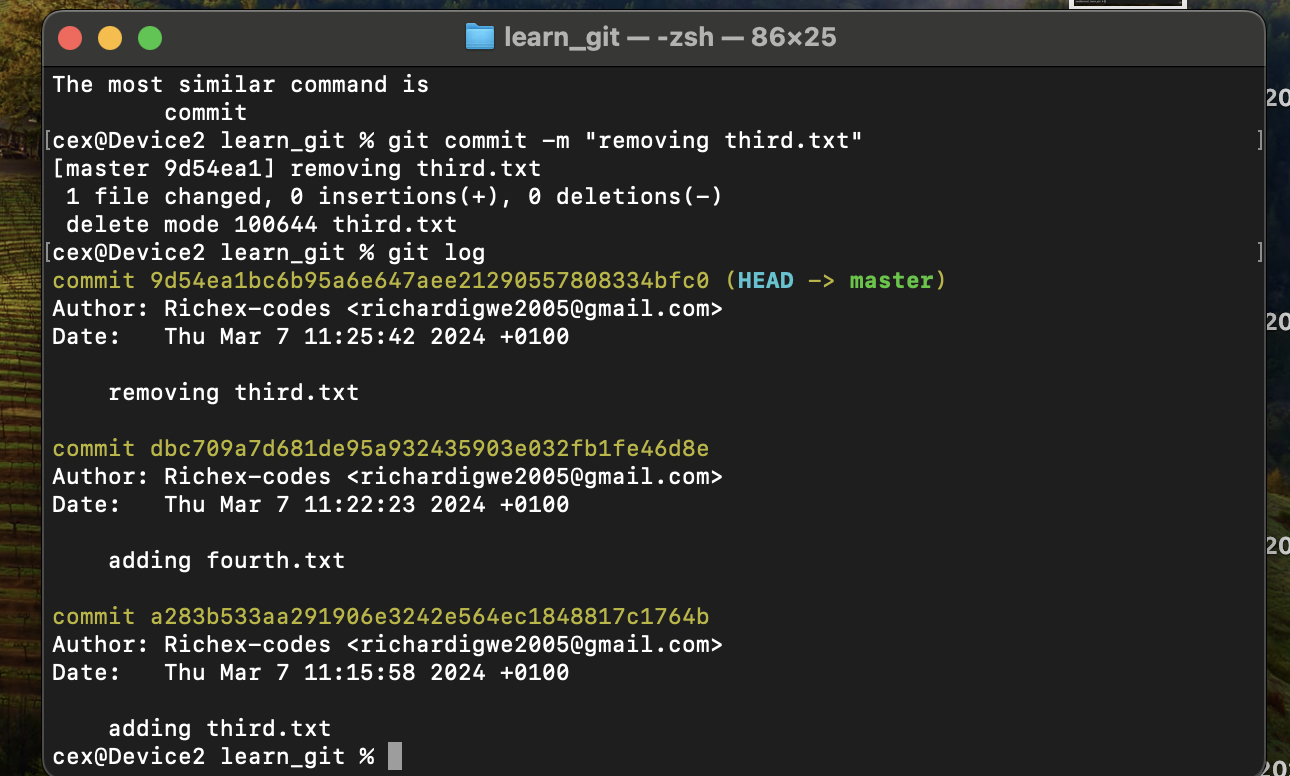 learn_git — -zsh — 86×25
The most similar command is
commit
[cex@Device2 learn_git % git commit -m "removing third.txt" ]
[master 9d54ea1] removing third.txt
1 file changed, 0 insertions(+), 0 deletions(-)
delete mode 100644 third.txt
[cex@Device2 learn_git % git log ]
commit 9d54ea1bc6b95a6e647aee21290557808334bfc0 (HEAD -> master)
Author: Richex-codes <richardigwe2005@gmail.com>
Date:   Thu Mar 7 11:25:42 2024 +0100
removing third.txt
commit dbc709a7d681de95a932435903e032fb1fe46d8e
Author: Richex-codes <richardigwe2005@gmail.com>
Date:   Thu Mar 7 11:22:23 2024 +0100
adding fourth.txt
commit a283b533aa291906e3242e564ec1848817c1764b
Author: Richex-codes <richardigwe2005@gmail.com>
Date:   Thu Mar 7 11:15:58 2024 +0100
adding third.txt
cex@Device2 learn_git %